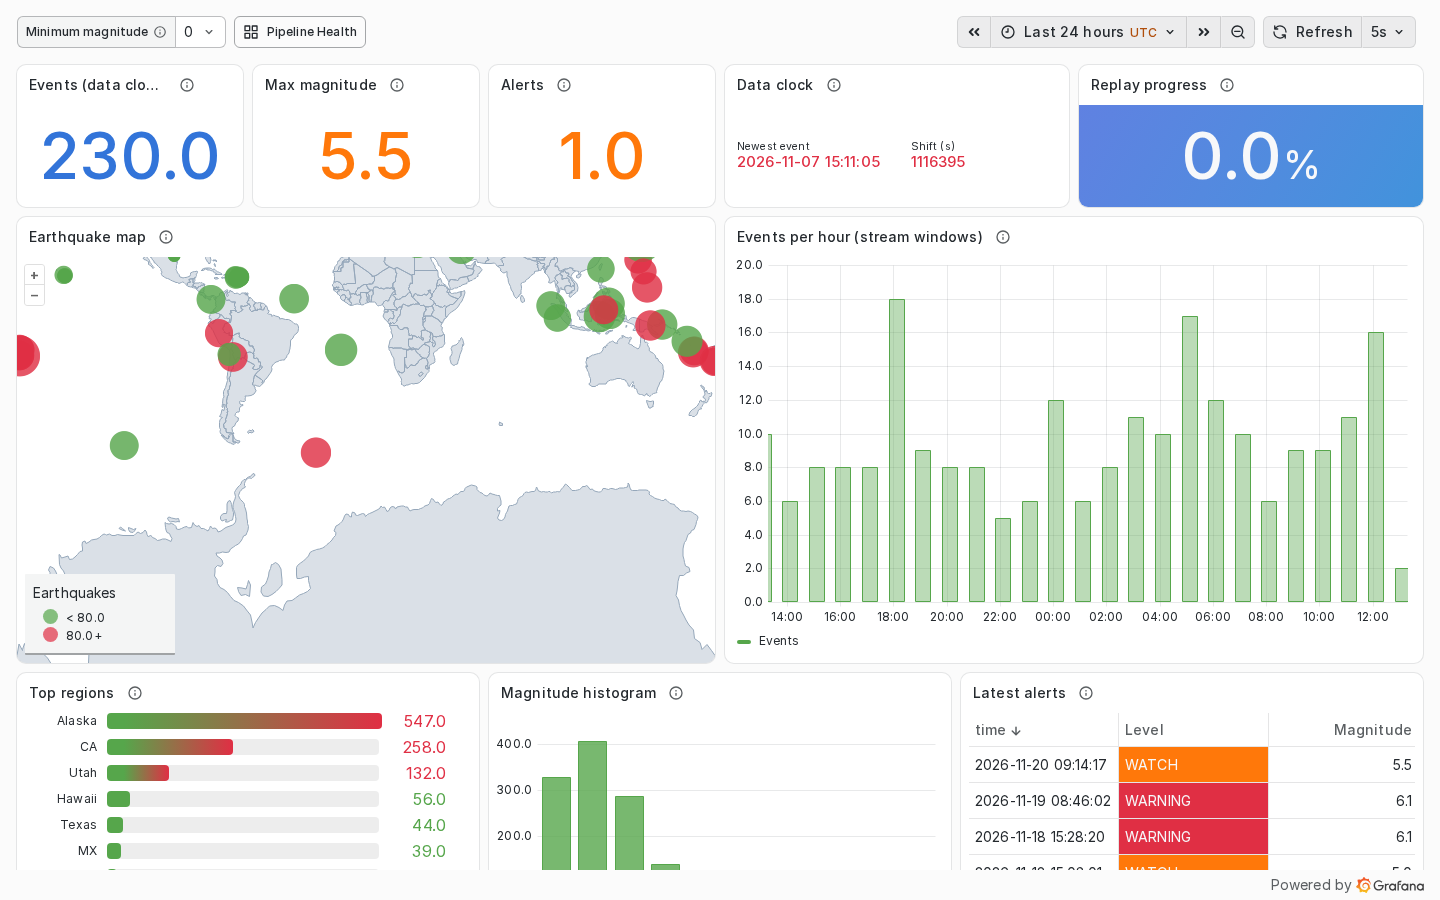 Minimum magnitude 0 Pipeline Health
Last 24 hours UTC Refresh 5s
Events (data clo...
230.0
Max magnitude
5.5
Alerts
1.0
Data clock
Newest event Shift (s)
2026-11-07 15:11:05 1116395
Replay progress
0.0%
Earthquake map
+
−
Earthquakes
< 80.0
80.0+
Events per hour (stream windows)
20.0
18.0
16.0
14.0
12.0
10.0
8.0
6.0
4.0
2.0
0.0
14:00 16:00 18:00 20:00 22:00 00:00 02:00 04:00 06:00 08:00 10:00 12:00
Events
Top regions
Alaska 547.0
CA 258.0
Utah 132.0
Hawaii 56.0
Texas 44.0
MX 39.0
Magnitude histogram
400.0
300.0
200.0
Latest alerts
time Level Magnitude
2026-11-20 09:14:17 WATCH 5.5
2026-11-19 08:46:02 WARNING 6.1
2026-11-18 15:28:20 WARNING 6.1
WATCH
Powered by Grafana